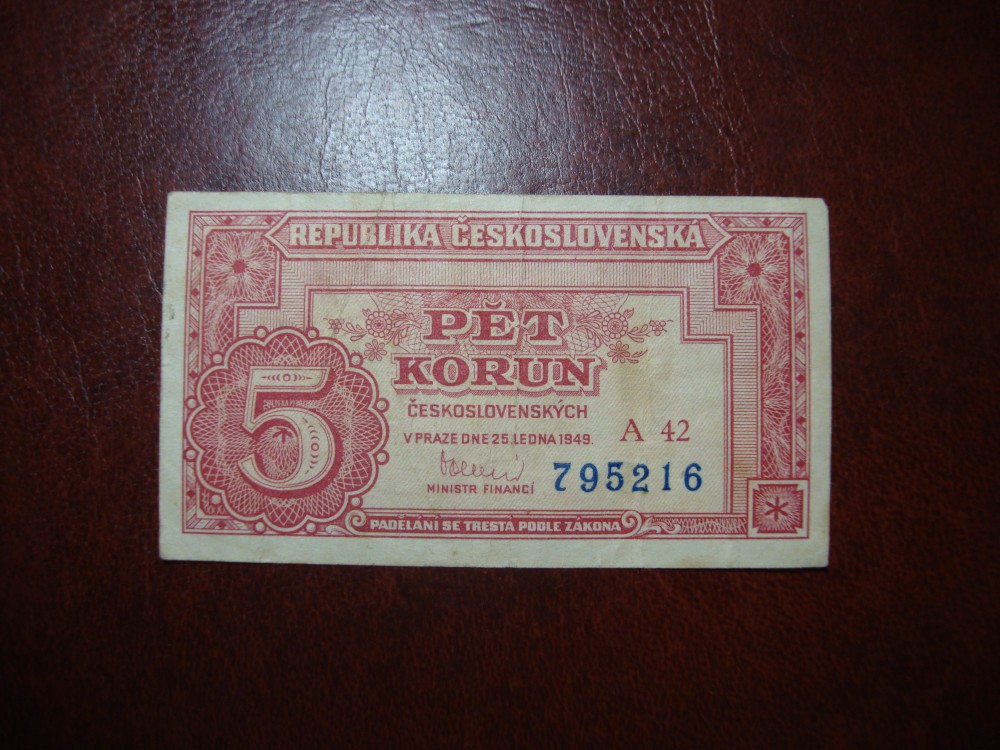 REPUBLIKA ČESKOSLOVENSKÁ
PĚT
KORUN
ČESKOSLOVENSKÝCH
V PRAZE DNE 25. LEDNA 1949.
A 42
MINISTR FINANCÍ
795216
5
PADĚLÁNÍ SE TRESTÁ PODLE ZÁKONA